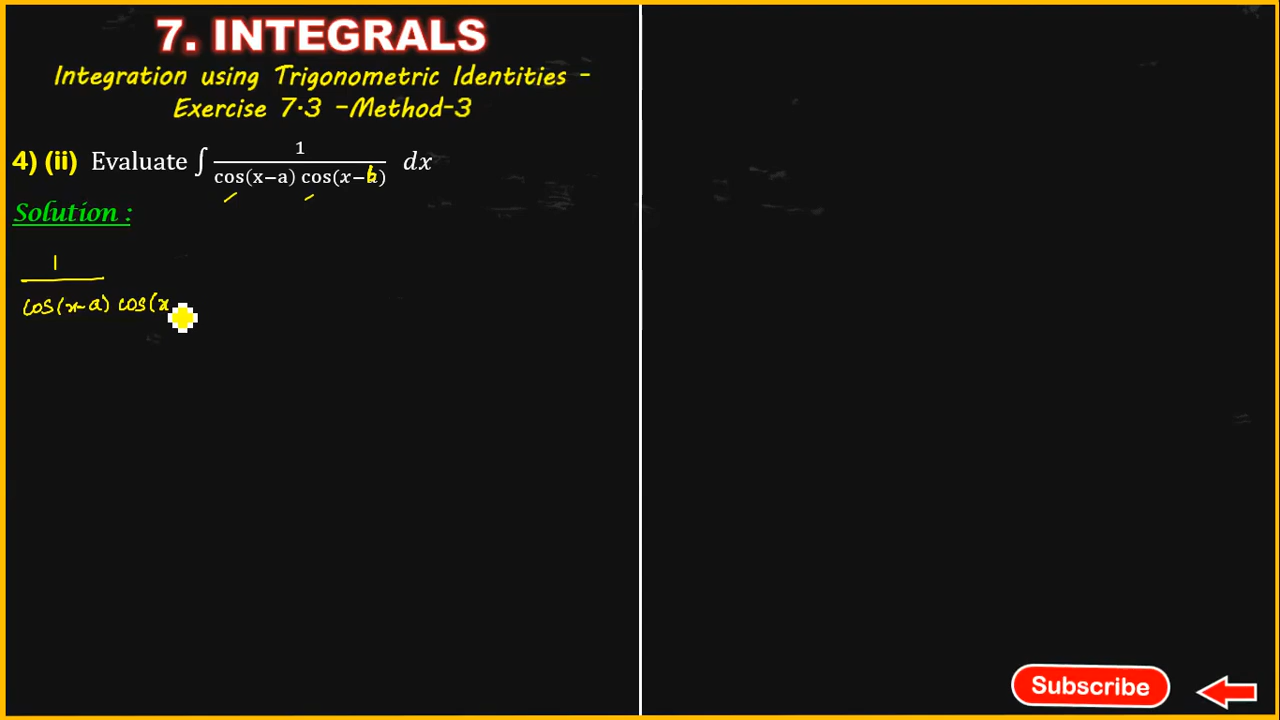 7. INTEGRALS
Integration using Trigonometric Identities -
Exercise 7.3 -Method-3
4) (ii) Evaluate ∫ 1/(cos(x−a) cos(x−b)) dx
Solution :
1
cos(x-a) cos(x
Subscribe